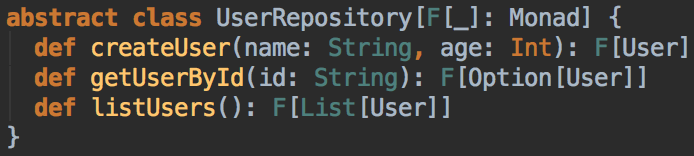 abstract class UserRepository[F[_]: Monad] {
  def createUser(name: String, age: Int): F[User]
  def getUserById(id: String): F[Option[User]]
  def listUsers(): F[List[User]]
}